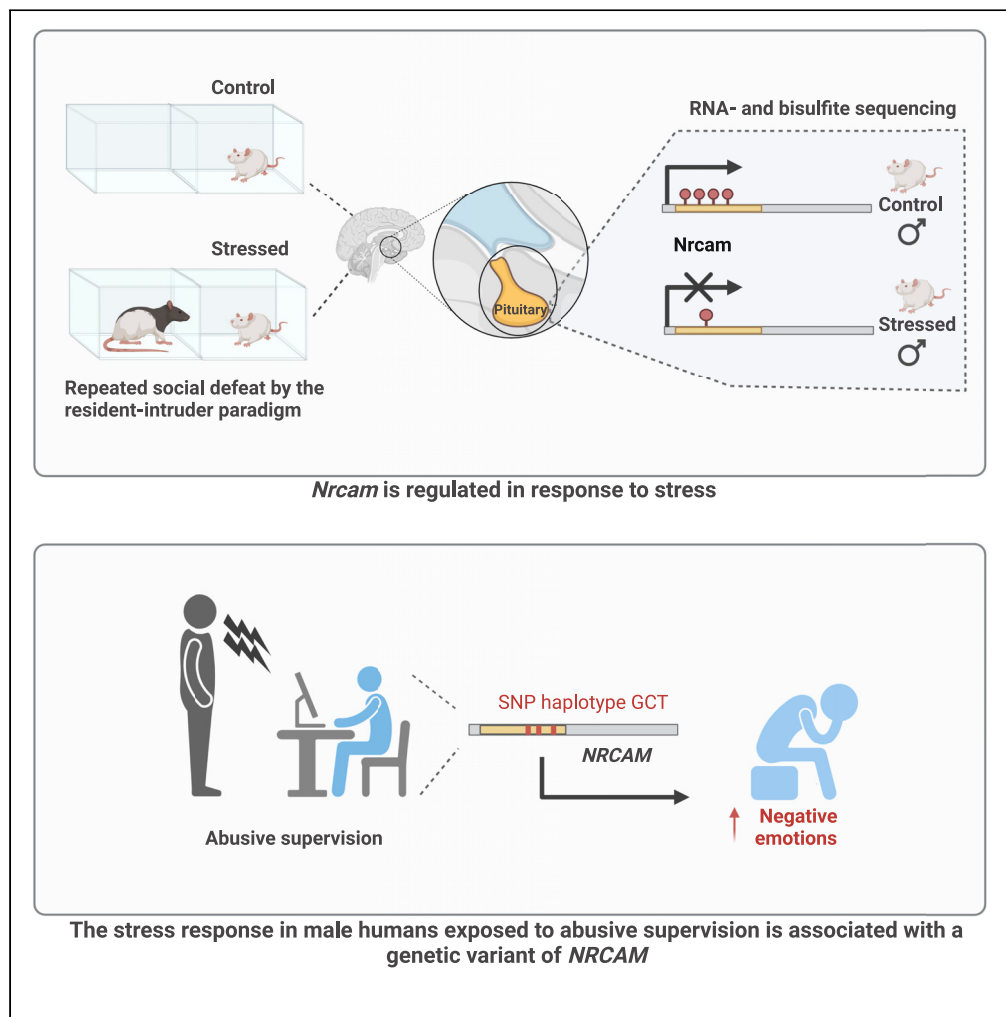 Control
Stressed
Repeated social defeat by the
resident-intruder paradigm
Pituitary
RNA- and bisulfite sequencing
Control
Nrcam
Stressed
Nrcam is regulated in response to stress
Abusive supervision
SNP haplotype GCT
NRCAM
Negative
emotions
The stress response in male humans exposed to abusive supervision is associated with a
genetic variant of NRCAM